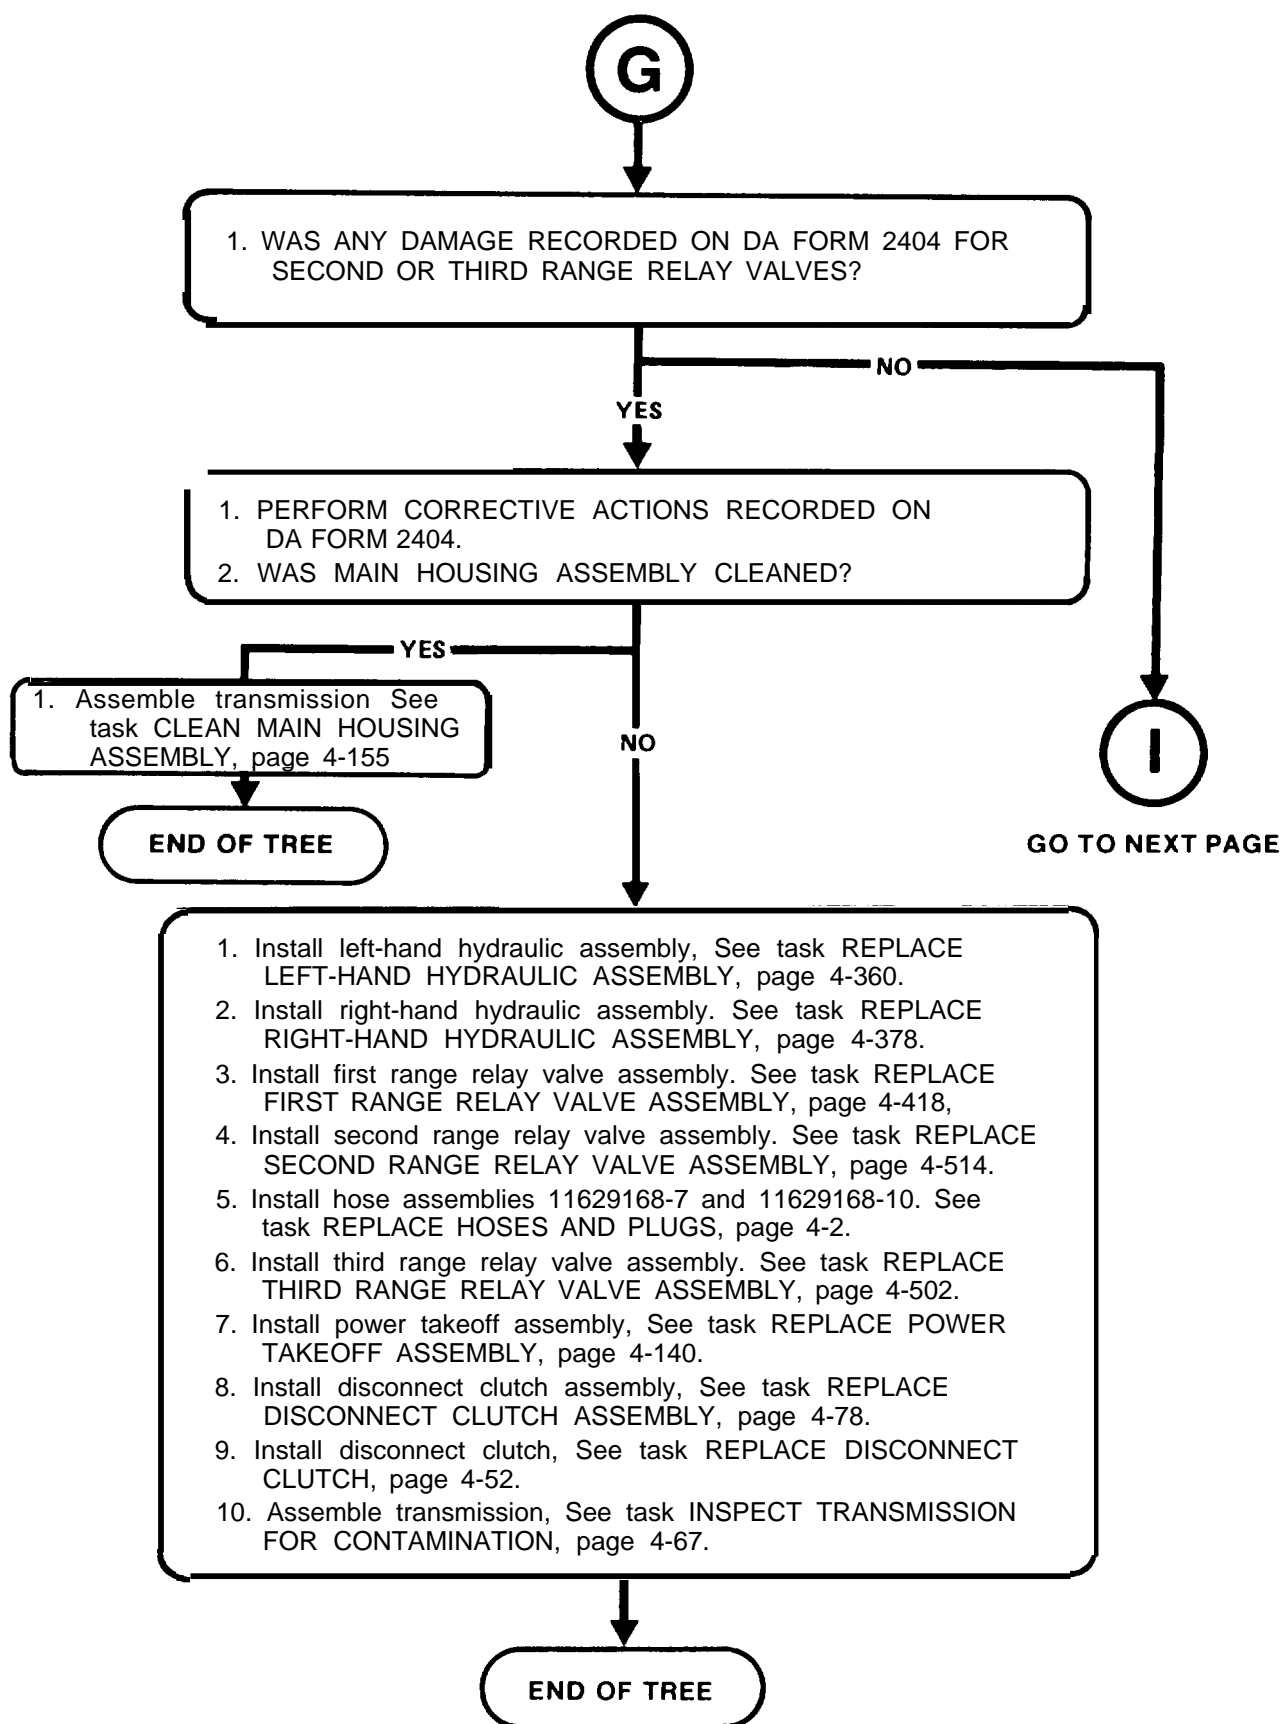 G
1. WAS ANY DAMAGE RECORDED ON DA FORM 2404 FOR
SECOND OR THIRD RANGE RELAY VALVES?
NO
YES
1. PERFORM CORRECTIVE ACTIONS RECORDED ON
DA FORM 2404.
2. WAS MAIN HOUSING ASSEMBLY CLEANED?
YES
1. Assemble transmission See
task CLEAN MAIN HOUSING
ASSEMBLY, page 4-155
NO
I
END OF TREE
GO TO NEXT PAGE
1. Install left-hand hydraulic assembly, See task REPLACE
LEFT-HAND HYDRAULIC ASSEMBLY, page 4-360.
2. Install right-hand hydraulic assembly. See task REPLACE
RIGHT-HAND HYDRAULIC ASSEMBLY, page 4-378.
3. Install first range relay valve assembly. See task REPLACE
FIRST RANGE RELAY VALVE ASSEMBLY, page 4-418,
4. Install second range relay valve assembly. See task REPLACE
SECOND RANGE RELAY VALVE ASSEMBLY, page 4-514.
5. Install hose assemblies 11629168-7 and 11629168-10. See
task REPLACE HOSES AND PLUGS, page 4-2.
6. Install third range relay valve assembly. See task REPLACE
THIRD RANGE RELAY VALVE ASSEMBLY, page 4-502.
7. Install power takeoff assembly, See task REPLACE POWER
TAKEOFF ASSEMBLY, page 4-140.
8. Install disconnect clutch assembly, See task REPLACE
DISCONNECT CLUTCH ASSEMBLY, page 4-78.
9. Install disconnect clutch, See task REPLACE DISCONNECT
CLUTCH, page 4-52.
10. Assemble transmission, See task INSPECT TRANSMISSION
FOR CONTAMINATION, page 4-67.
END OF TREE